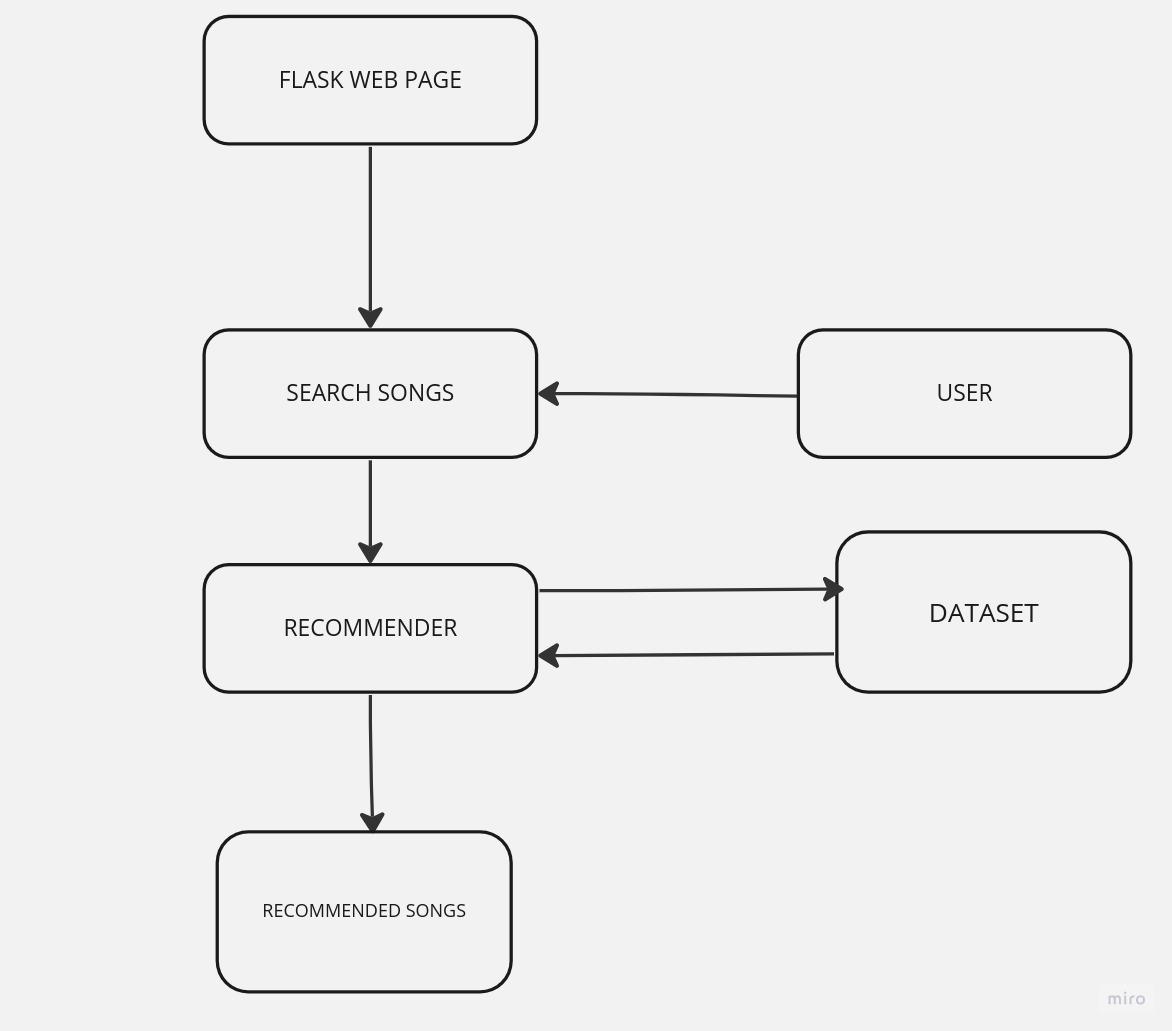 FLASK WEB PAGE
SEARCH SONGS
USER
RECOMMENDER
DATASET
RECOMMENDED SONGS
miro